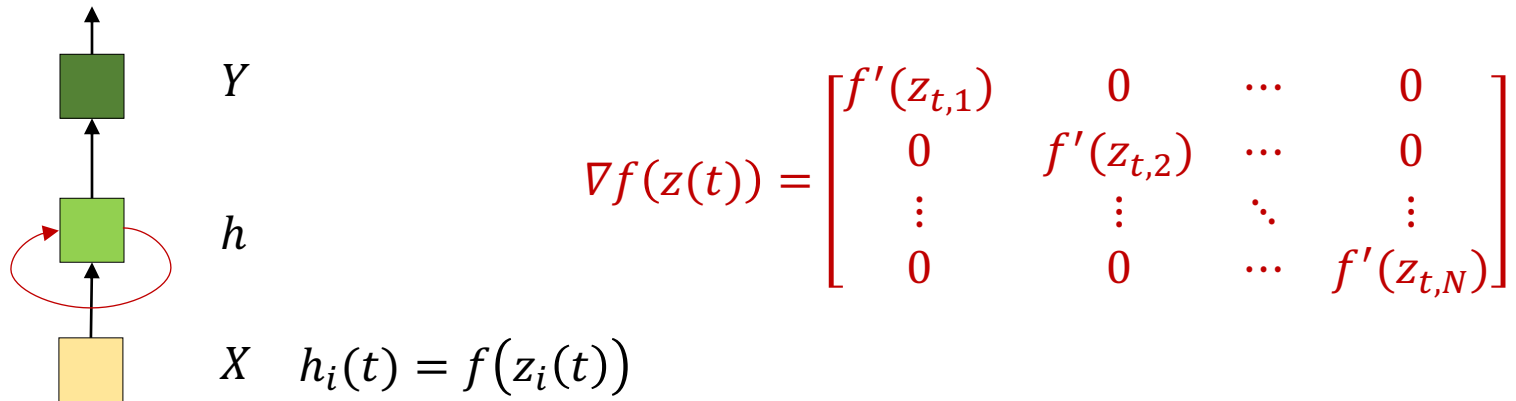 Y
h
X
h_i(t) = f(z_i(t))
∇f(z(t)) =
[f′(z_{t,1}) 0 ⋯ 0
0 f′(z_{t,2}) ⋯ 0
⋮ ⋮ ⋱ ⋮
0 0 ⋯ f′(z_{t,N})]